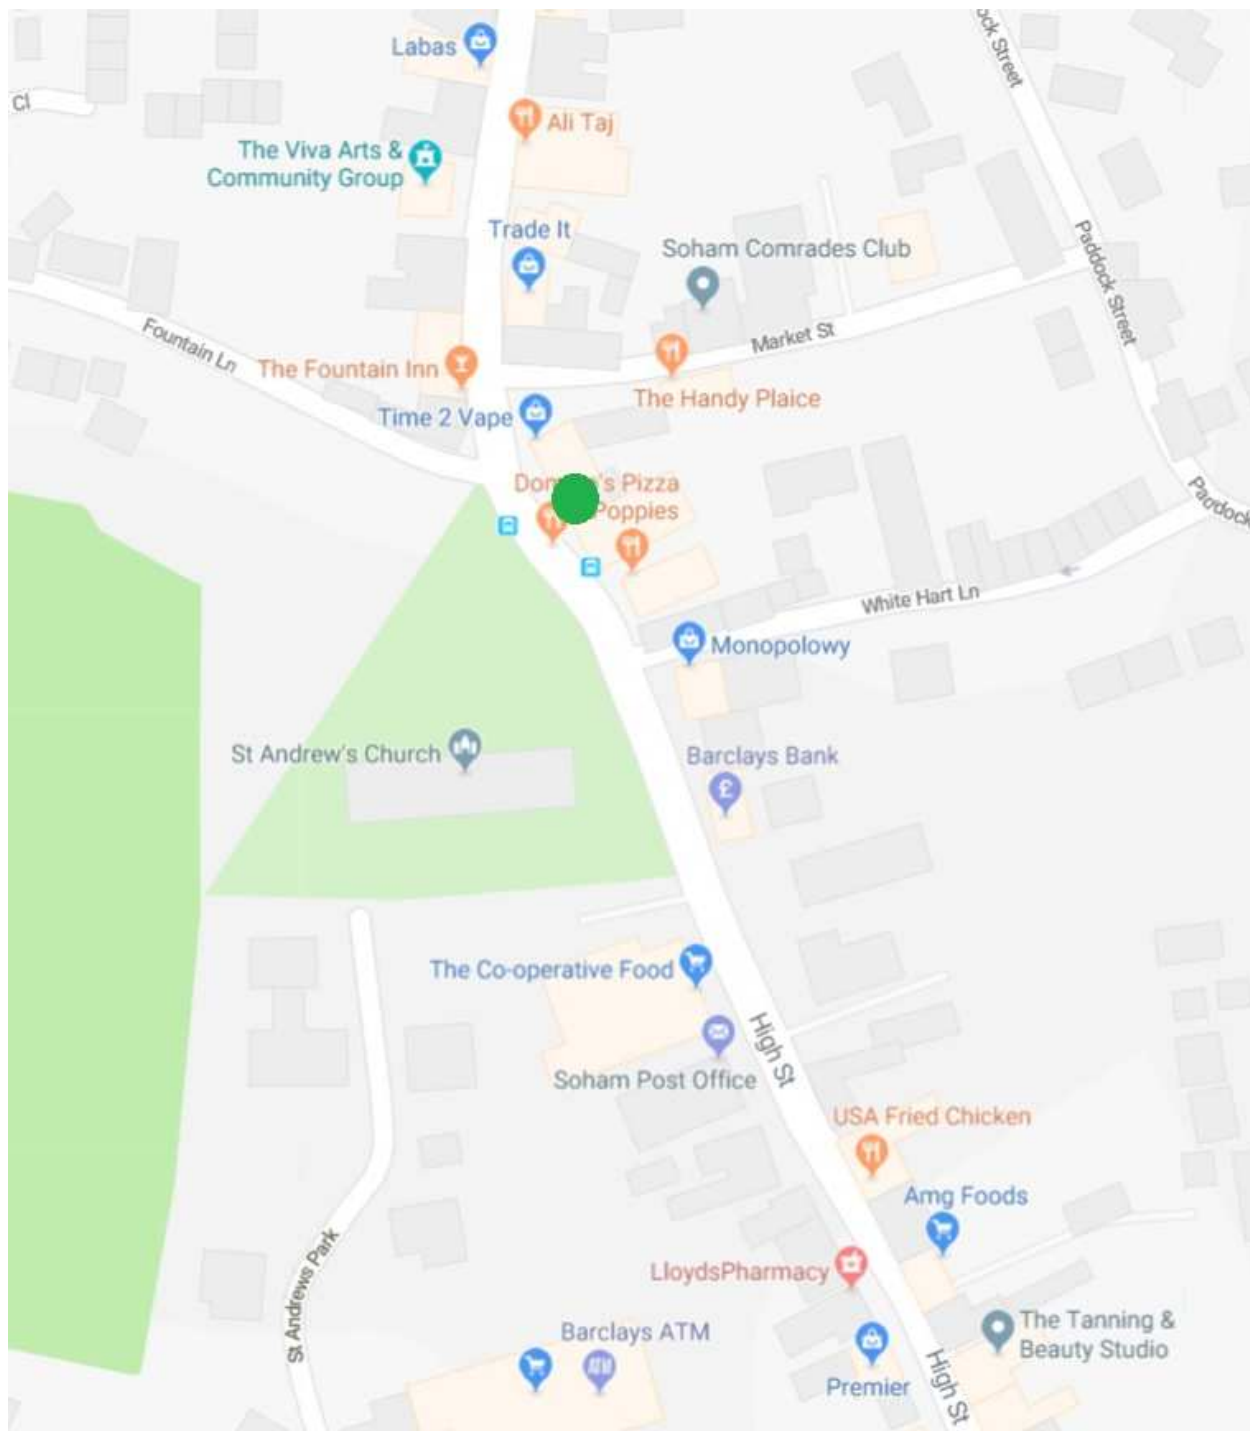 Labas
Cl
ock Street
Ali Taj
The Viva Arts &
Community Group
Trade It
Soham Comrades Club
Paddock Street
Fountain Ln
Market St
The Fountain Inn
The Handy Plaice
Time 2 Vape
's Pizza
Poppies
Paddock
White Hart Ln
Monopolowy
St Andrew's Church
Barclays Bank
£
The Co-operative Food
High St
Soham Post Office
USA Fried Chicken
Amg Foods
St Andrews Park
LloydsPharmacy
Barclays ATM
ATM
The Tanning &
Beauty Studio
Premier
High St